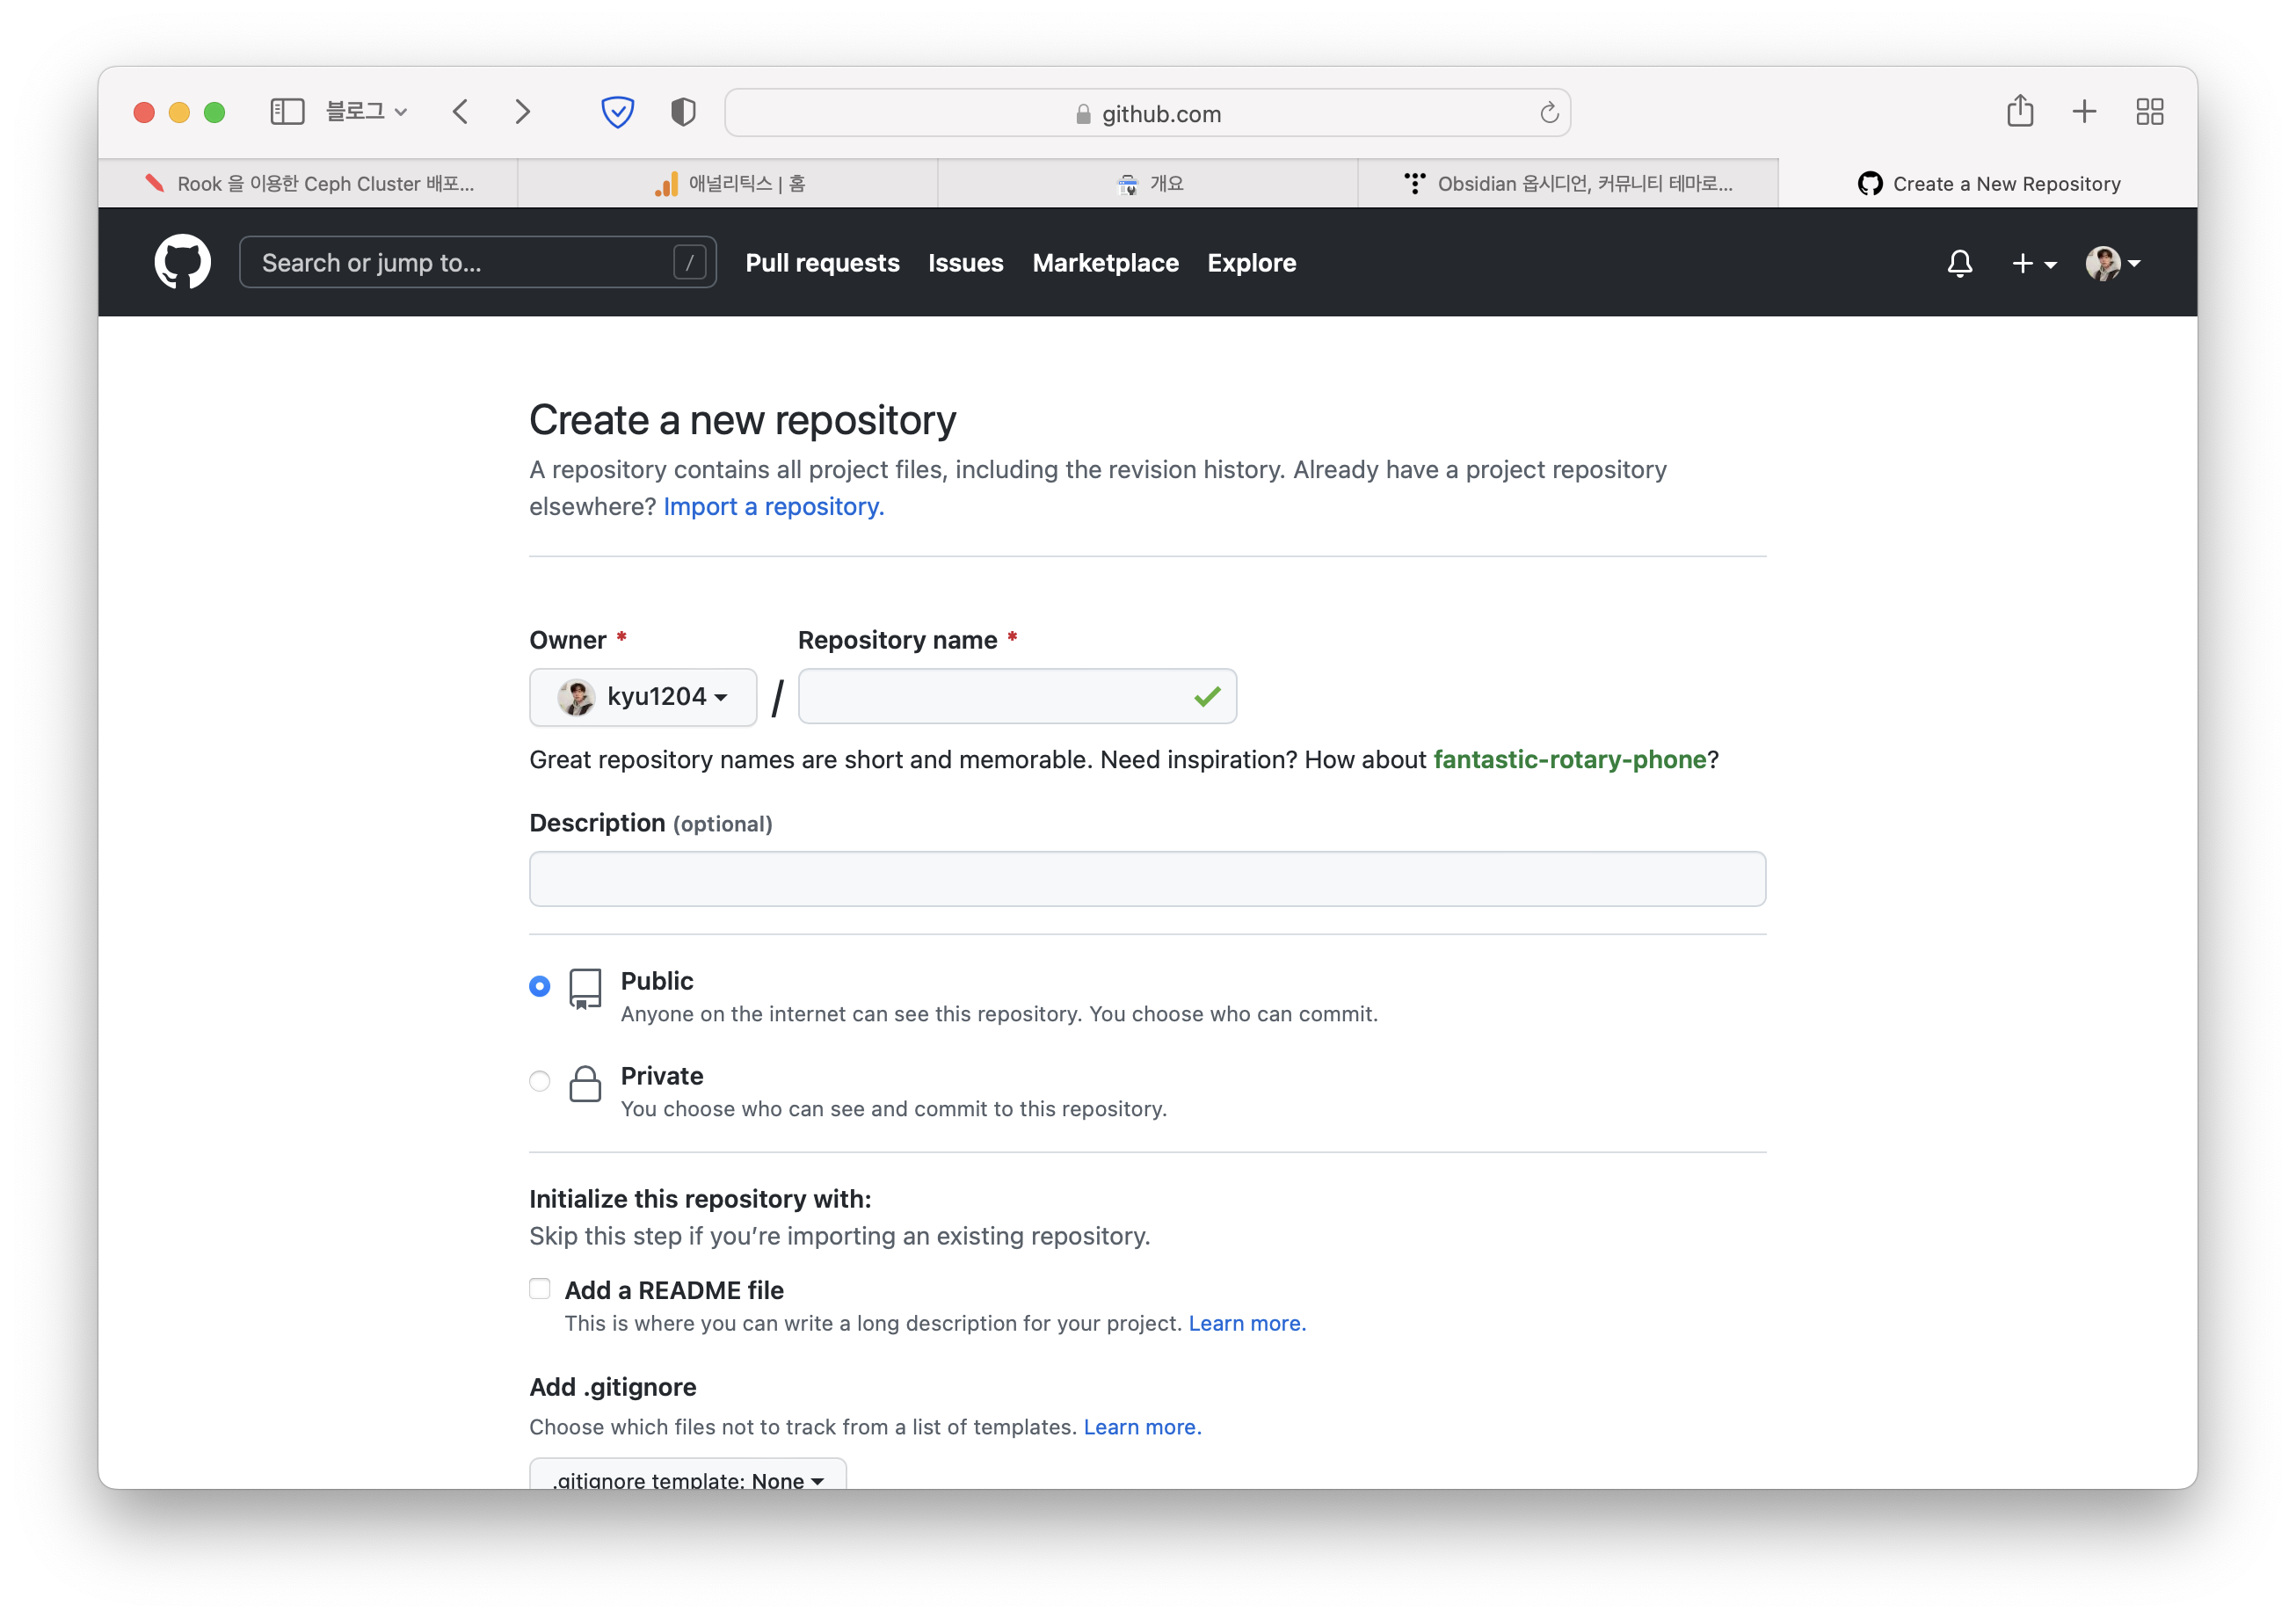 블로그
github.com
Rook 을 이용한 Ceph Cluster 배포...
애널리틱스 | 홈
개요
Obsidian 옵시디언, 커뮤니티 테마로...
Create a New Repository
Search or jump to...
/
Pull requests
Issues
Marketplace
Explore
Create a new repository
A repository contains all project files, including the revision history. Already have a project repository
elsewhere? Import a repository.
Owner *
Repository name *
kyu1204
/
Great repository names are short and memorable. Need inspiration? How about fantastic-rotary-phone?
Description (optional)
Public
Anyone on the internet can see this repository. You choose who can commit.
Private
You choose who can see and commit to this repository.
Initialize this repository with:
Skip this step if you’re importing an existing repository.
Add a README file
This is where you can write a long description for your project. Learn more.
Add .gitignore
Choose which files not to track from a list of templates. Learn more.
.gitignore template: None